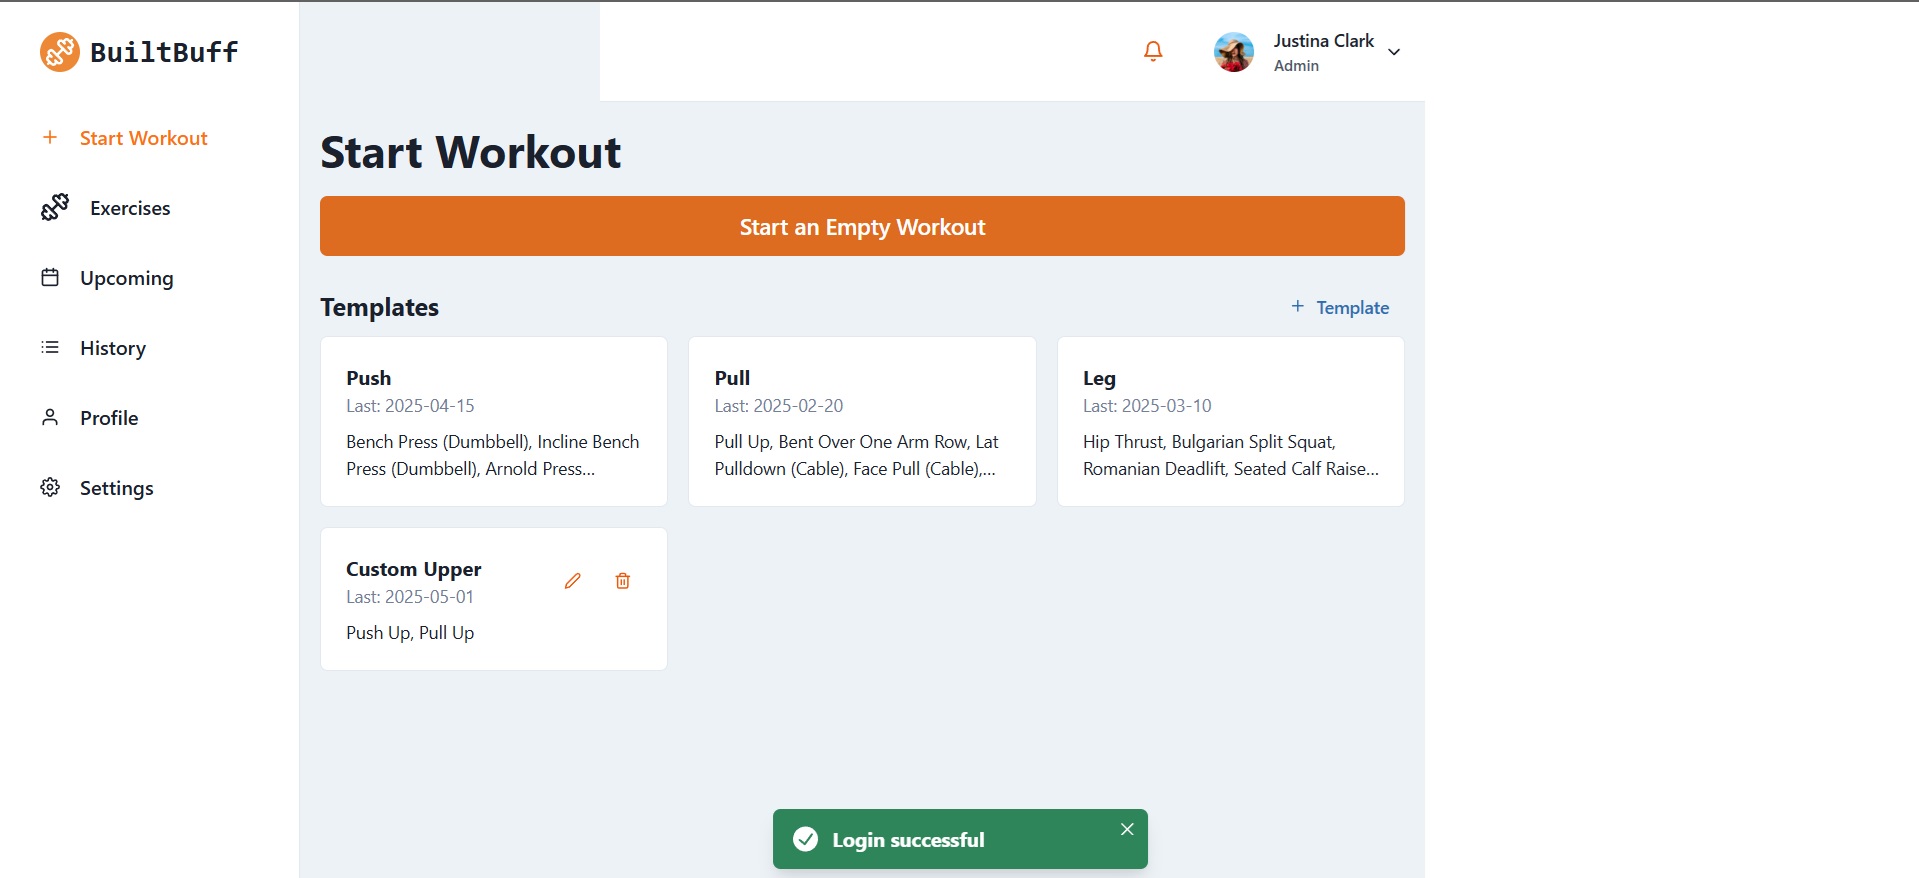 BuiltBuff
Start Workout
Exercises
Upcoming
History
Profile
Settings
Justina Clark
Admin
Start Workout
Start an Empty Workout
Templates
Template
Push
Last: 2025-04-15
Bench Press (Dumbbell), Incline Bench
Press (Dumbbell), Arnold Press...
Pull
Last: 2025-02-20
Pull Up, Bent Over One Arm Row, Lat
Pulldown (Cable), Face Pull (Cable),...
Leg
Last: 2025-03-10
Hip Thrust, Bulgarian Split Squat,
Romanian Deadlift, Seated Calf Raise...
Custom Upper
Last: 2025-05-01
Push Up, Pull Up
Login successful